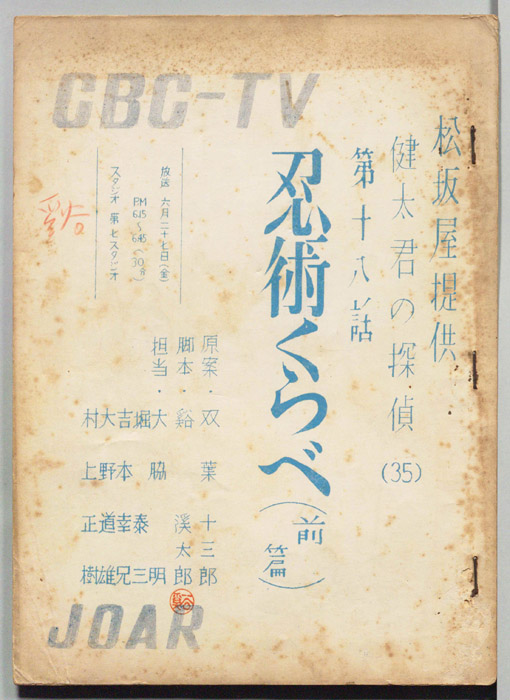 CBC-TV
松坂屋提供
健太君の探偵(35)
第十八話
忍術くらべ(前篇)
放送 六月二十七日(金)
PM 6:15〜6:45(30分)
スタジオ 第七スタジオ
原案・双葉十三郎
脚本・谿溪太郎
担当・大脇明
堀泰三
吉本幸兄
大野道雄
村上正樹
JOAR